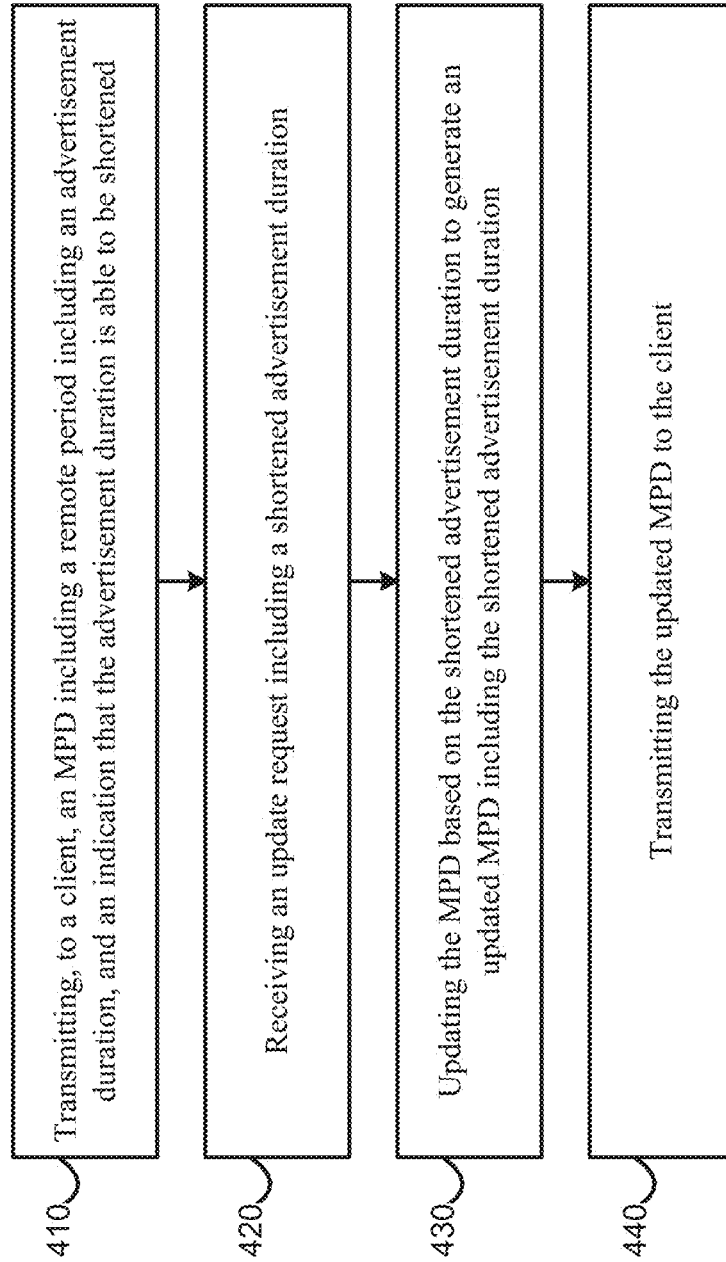 410
Transmitting, to a client, an MPD including a remote period including an advertisement
duration, and an indication that the advertisement duration is able to be shortened
420
Receiving an update request including a shortened advertisement duration
430
Updating the MPD based on the shortened advertisement duration to generate an
updated MPD including the shortened advertisement duration
440
Transmitting the updated MPD to the client